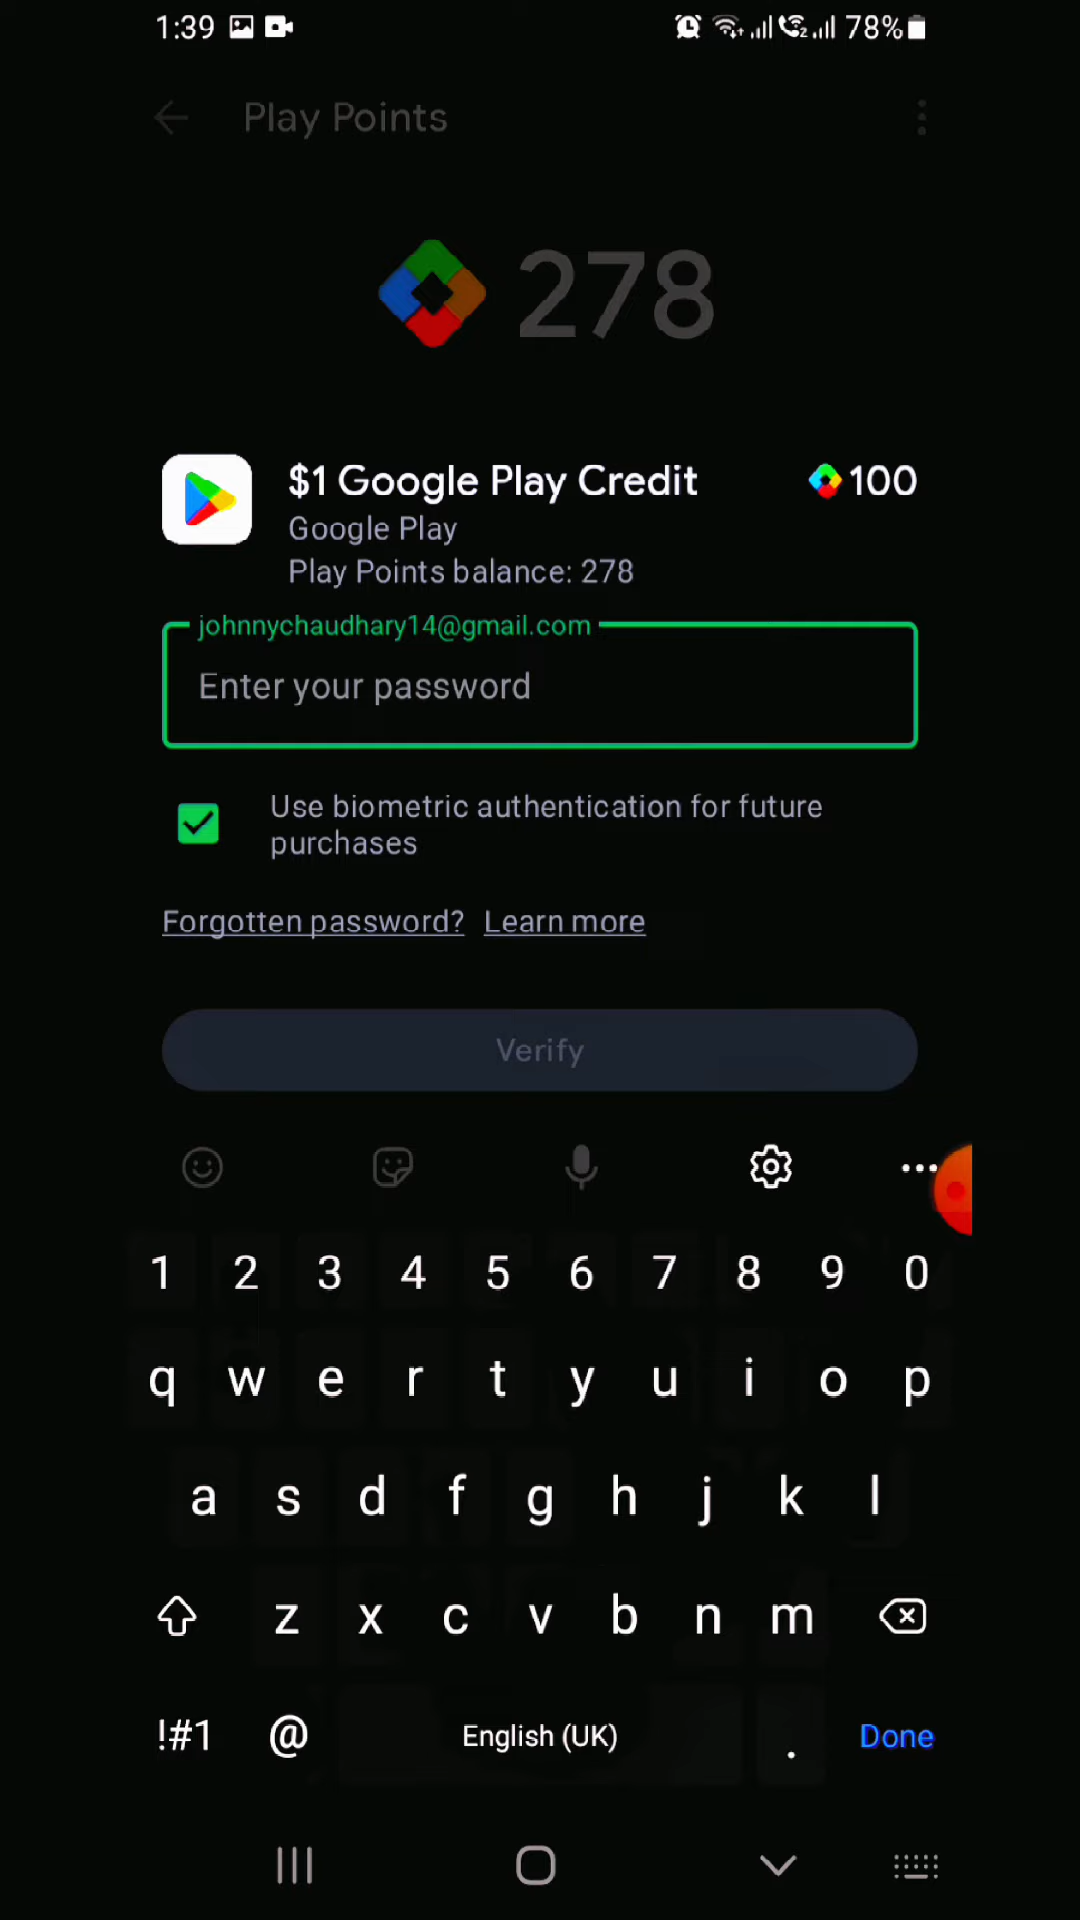 1:39 78%
Play Points
278
$1 Google Play Credit 100
Google Play
Play Points balance: 278
johnnychaudhary14@gmail.com
Enter your password
Use biometric authentication for future
purchases
Forgotten password? Learn more
Verify
1 2 3 4 5 6 7 8 9 0
q w e r t y u i o p
a s d f g h j k l
z x c v b n m
!#1 @ English (UK) . Done